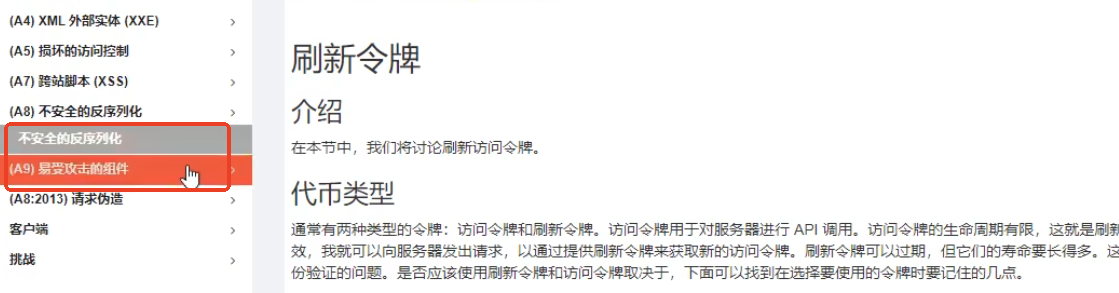 (A4) XML 外部实体 (XXE)
(A5) 损坏的访问控制
(A7) 跨站脚本 (XSS)
(A8) 不安全的反序列化
不安全的反序列化
(A9) 易受攻击的组件
(A8:2013) 请求伪造
客户端
挑战
刷新令牌
介绍
在本节中，我们将讨论刷新访问令牌。
代币类型
通常有两种类型的令牌：访问令牌和刷新令牌。访问令牌用于对服务器进行 API 调用。访问令牌的生命周期有限，这就是刷新
效，我就可以向服务器发出请求，以通过提供刷新令牌来获取新的访问令牌。刷新令牌可以过期，但它们的寿命要长得多。这
份验证的问题。是否应该使用刷新令牌和访问令牌取决于，下面可以找到在选择要使用的令牌时要记住的几点。